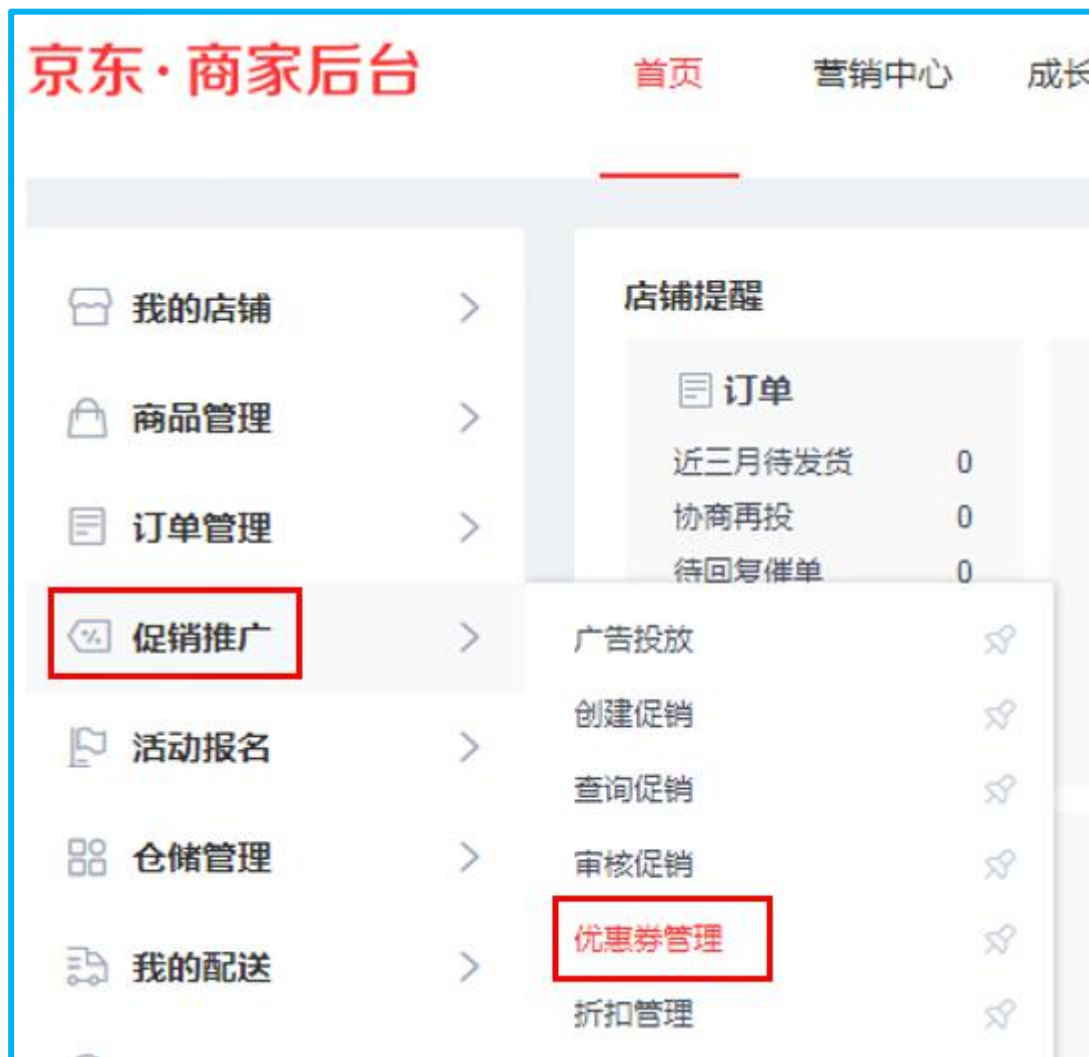 京东·商家后台
首页 营销中心 成长
我的店铺
商品管理
订单管理
促销推广
活动报名
仓储管理
我的配送
店铺提醒
订单
近三月待发货 0
协商再投 0
待回复催单 0
广告投放
创建促销
查询促销
审核促销
优惠券管理
折扣管理